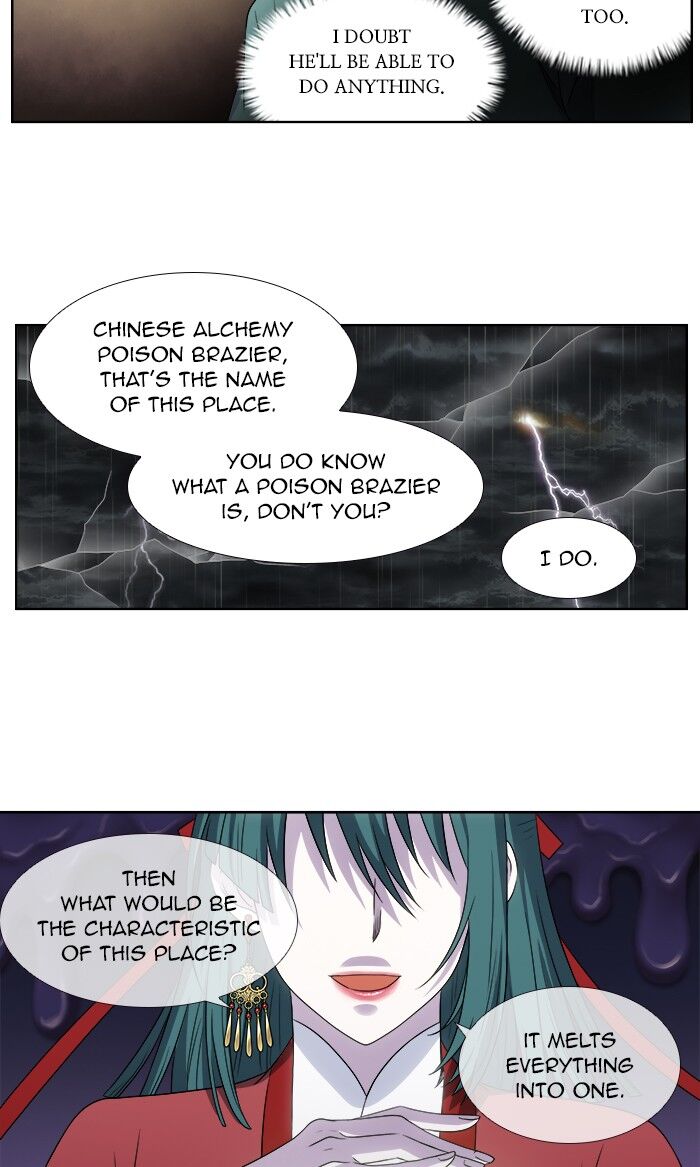 TOO.
I DOUBT
HE'LL BE ABLE TO
DO ANYTHING.
CHINESE ALCHEMY
POISON BRAZIER,
THAT'S THE NAME
OF THIS PLACE.
YOU DO KNOW
WHAT A POISON BRAZIER
IS, DON'T YOU?
I DO.
THEN
WHAT WOULD BE
THE CHARACTERISTIC
OF THIS PLACE?
IT MELTS
EVERYTHING
INTO ONE.